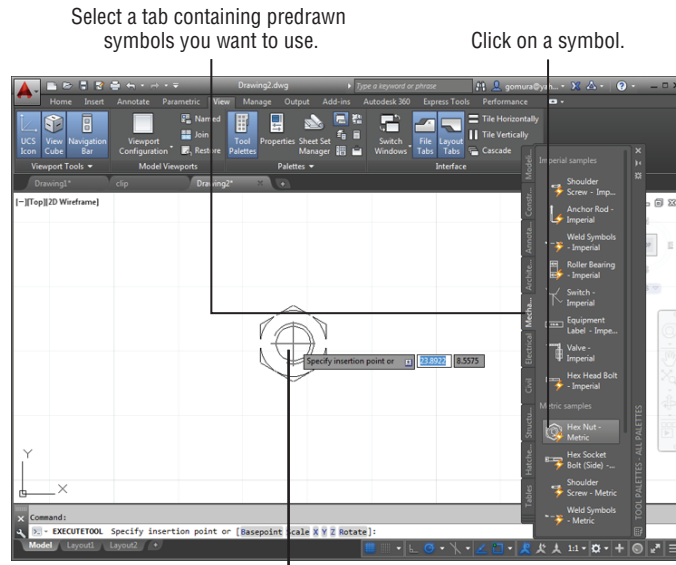 Select a tab containing predrawn
symbols you want to use.
Click on a symbol.
Drawing2.dwg
Type a keyword or phrase
gomura@yan...
Home Insert Annotate Parametric View Manage Output Add-ins Autodesk 360 Express Tools Performance
UCS Icon
View Cube
Navigation Bar
Viewport Configuration
Named
Join
Restore
Tool Palettes
Properties
Sheet Set Manager
Switch Windows
File Tabs
Layout Tabs
Tile Horizontally
Tile Vertically
Cascade
Viewport Tools
Model Viewports
Palettes
Interface
Drawing1*
clip
Drawing2*
[−][Top][2D Wireframe]
Model...
Constr...
Annota...
Archite...
Mecha...
Electrical
Civil
Structu...
Hatche...
Tables
Imperial samples
Shoulder
Screw - Imp...
Anchor Rod -
Imperial
Weld Symbols
- Imperial
Roller Bearing
- Imperial
Switch -
Imperial
Equipment
Label - Impe...
Valve -
Imperial
Hex Head Bolt
- Imperial
Metric samples
Hex Nut -
Metric
Hex Socket
Bolt (Side) -...
Shoulder
Screw - Metric
Weld Symbols
- Metric
TOOL PALETTES - ALL PALETTES
Specify insertion point or 23.8922 8.5575
Y
X
Command:
EXECUTETOOL Specify insertion point or [Basepoint Scale X Y Z Rotate]:
Model Layout1 Layout2 +
1:1